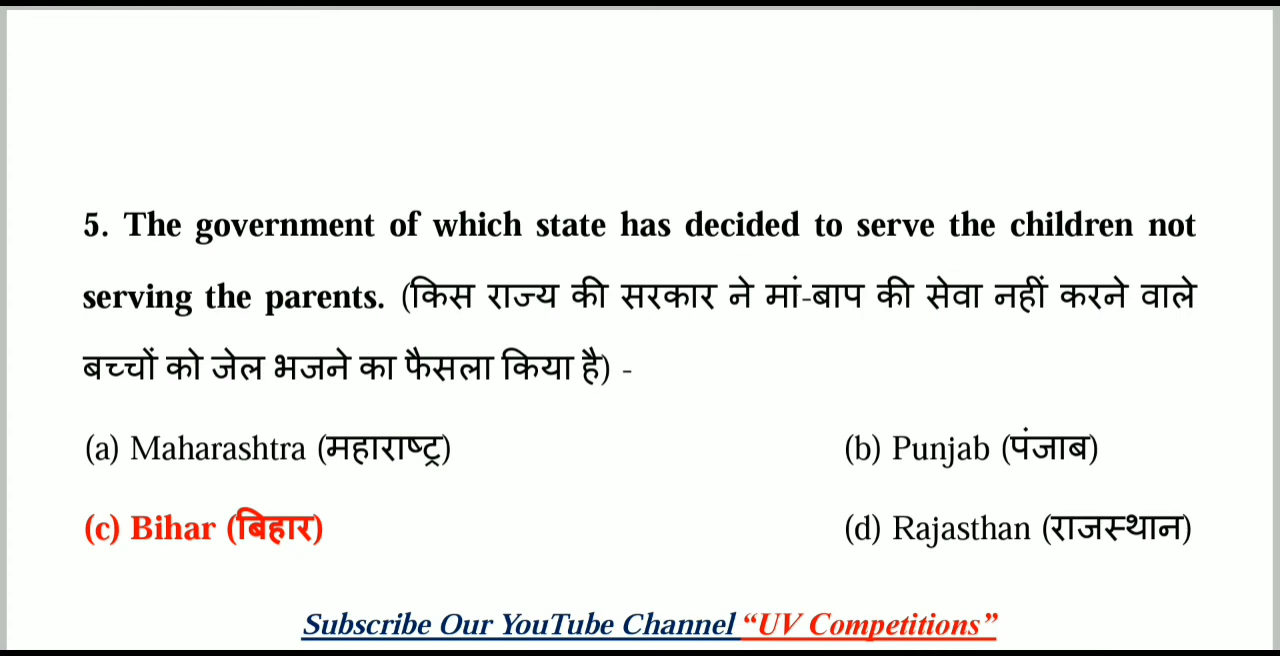 5. The government of which state has decided to serve the children not
serving the parents. (किस राज्य की सरकार ने मां-बाप की सेवा नहीं करने वाले
बच्चों को जेल भजने का फैसला किया है) -
(a) Maharashtra (महाराष्ट्र) (b) Punjab (पंजाब)
(c) Bihar (बिहार) (d) Rajasthan (राजस्थान)
Subscribe Our YouTube Channel “UV Competitions”